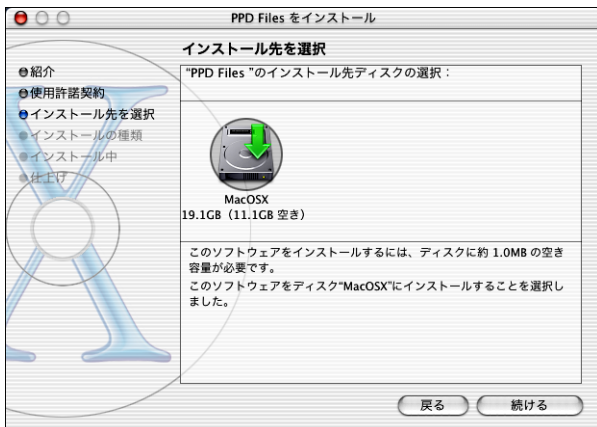 PPD Files をインストール
インストール先を選択
紹介
使用許諾契約
インストール先を選択
インストールの種類
インストール中
仕上げ
“PPD Files ”のインストール先ディスクの選択：
MacOSX
19.1GB（11.1GB 空き）
このソフトウェアをインストールするには、ディスクに約 1.0MB の空き
容量が必要です。
このソフトウェアをディスク“MacOSX”にインストールすることを選択し
ました。
戻る
続ける